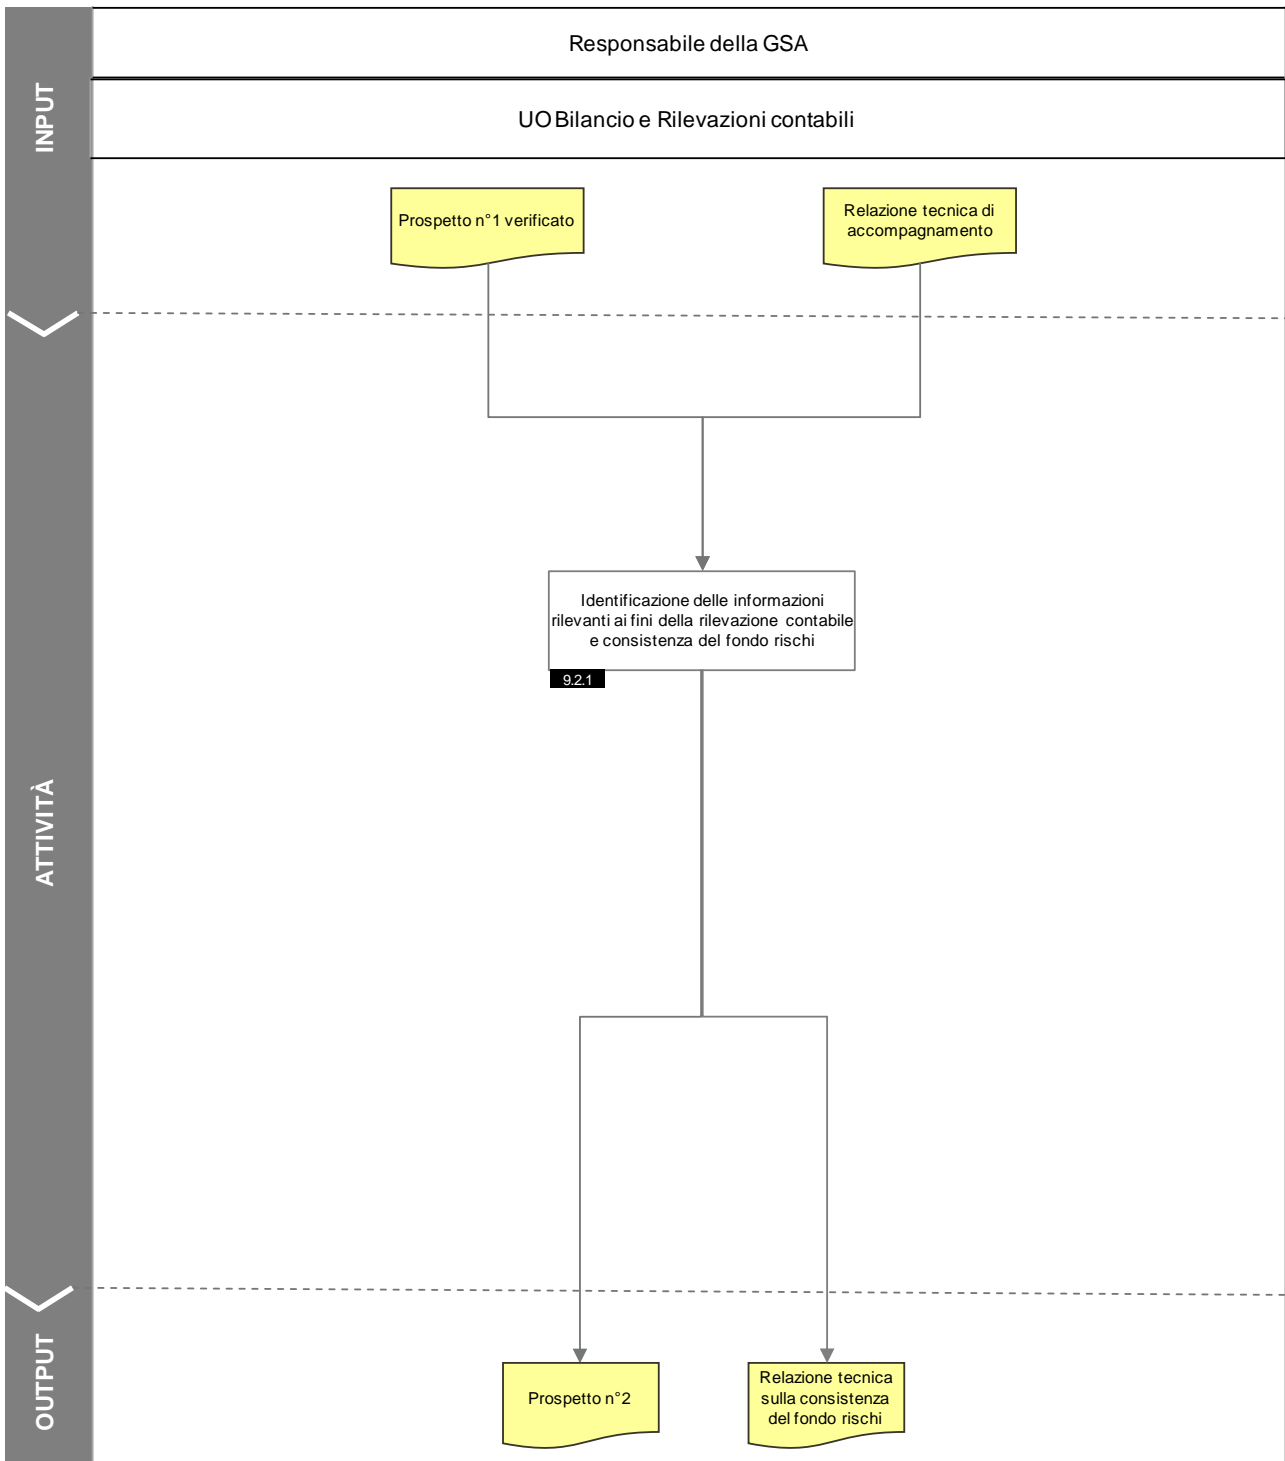 Responsabile della GSA
INPUT
UO Bilancio e Rilevazioni contabili
Prospetto n°1 verificato
Relazione tecnica di
accompagnamento
ATTIVITÀ
Identificazione delle informazioni
rilevanti ai fini della rilevazione contabile
e consistenza del fondo rischi
9.2.1
OUTPUT
Prospetto n°2
Relazione tecnica
sulla consistenza
del fondo rischi